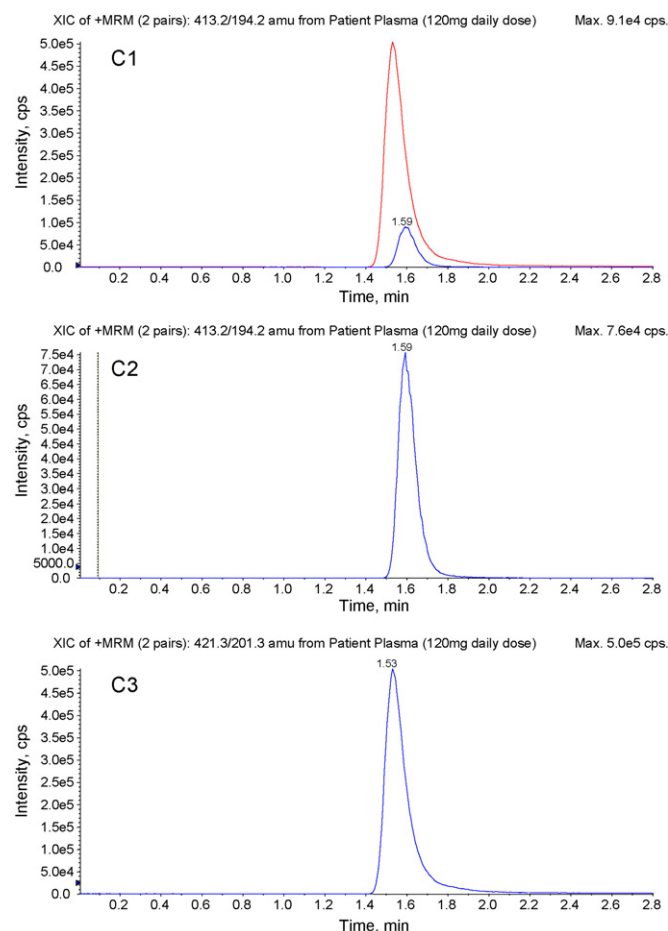 XIC of +MRM (2 pairs): 413.2/194.2 amu from Patient Plasma (120mg daily dose) Max. 9.1e4 cps.
C1
Intensity, cps
5.0e5
4.5e5
4.0e5
3.5e5
3.0e5
2.5e5
2.0e5
1.5e5
1.0e5
5.0e4
0.0
1.59
0.2 0.4 0.6 0.8 1.0 1.2 1.4 1.6 1.8 2.0 2.2 2.4 2.6 2.8
Time, min
XIC of +MRM (2 pairs): 413.2/194.2 amu from Patient Plasma (120mg daily dose) Max. 7.6e4 cps.
C2
Intensity, cps
7.5e4
7.0e4
6.5e4
6.0e4
5.5e4
5.0e4
4.5e4
4.0e4
3.5e4
3.0e4
2.5e4
2.0e4
1.5e4
1.0e4
5000.0
0.0
1.59
0.2 0.4 0.6 0.8 1.0 1.2 1.4 1.6 1.8 2.0 2.2 2.4 2.6 2.8
Time, min
XIC of +MRM (2 pairs): 421.3/201.3 amu from Patient Plasma (120mg daily dose) Max. 5.0e5 cps.
C3
Intensity, cps
5.0e5
4.5e5
4.0e5
3.5e5
3.0e5
2.5e5
2.0e5
1.5e5
1.0e5
5.0e4
0.0
1.53
0.2 0.4 0.6 0.8 1.0 1.2 1.4 1.6 1.8 2.0 2.2 2.4 2.6 2.8
Time, min